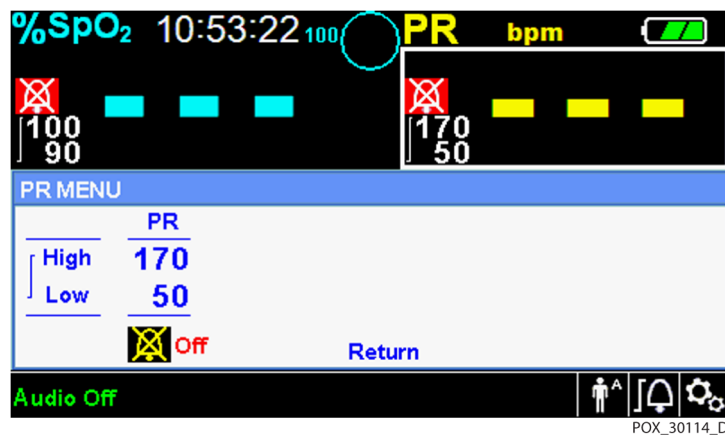 %SpO₂ 10:53:22 100 PR bpm
--- ---
100 170
90 50
PR MENU
PR
High 170
Low 50
Off
Return
Audio Off A
POX_30114_D